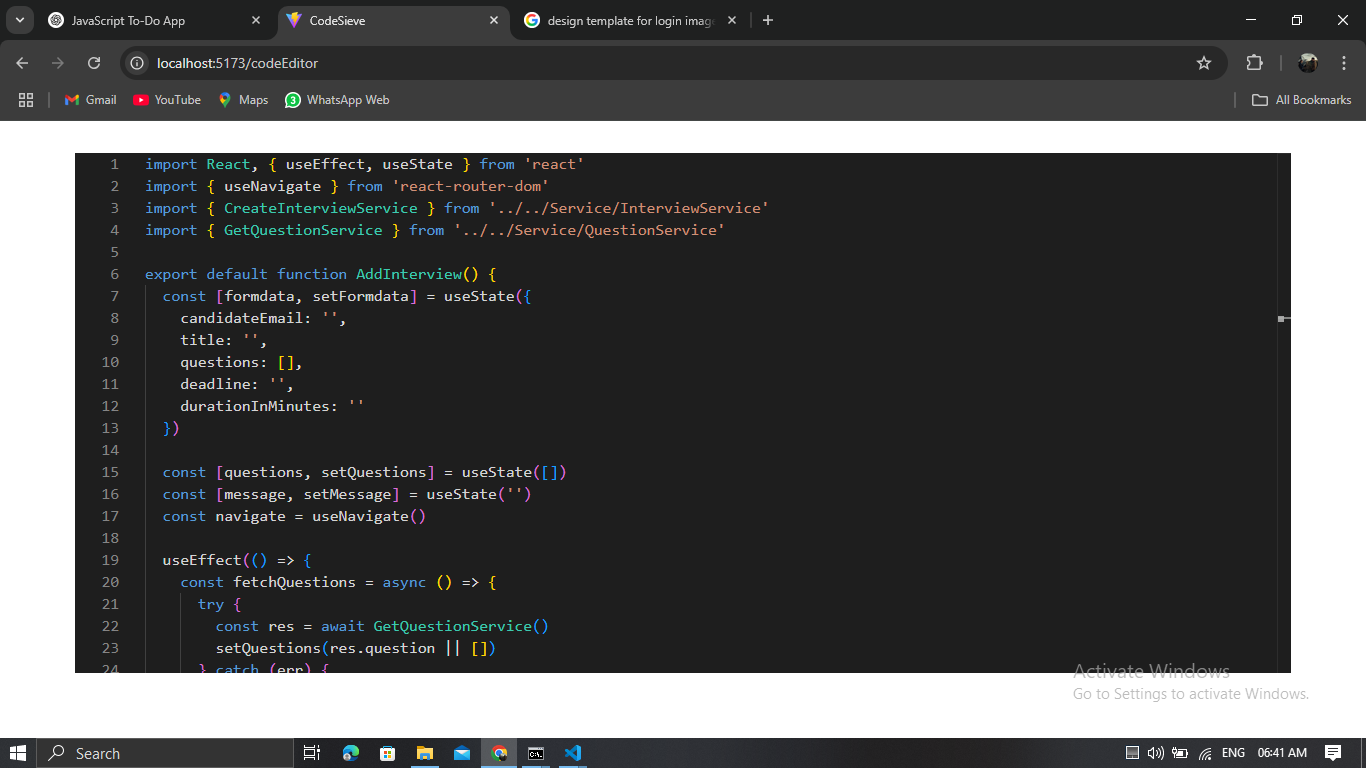 JavaScript To-Do App
CodeSieve
design template for login imag
localhost:5173/codeEditor
Gmail
YouTube
Maps
3
WhatsApp Web
All Bookmarks
1 import React, { useEffect, useState } from 'react'
2 import { useNavigate } from 'react-router-dom'
3 import { CreateInterviewService } from '../../Service/InterviewService'
4 import { GetQuestionService } from '../../Service/QuestionService'
5
6 export default function AddInterview() {
7   const [formdata, setFormdata] = useState({
8     candidateEmail: '',
9     title: '',
10     questions: [],
11     deadline: '',
12     durationInMinutes: ''
13   })
14
15   const [questions, setQuestions] = useState([])
16   const [message, setMessage] = useState('')
17   const navigate = useNavigate()
18
19   useEffect(() => {
20     const fetchQuestions = async () => {
21       try {
22         const res = await GetQuestionService()
23         setQuestions(res.question || [])
24       } catch (err) {
Activate Windows
Go to Settings to activate Windows.
Search
C:\.
ENG
06:41 AM